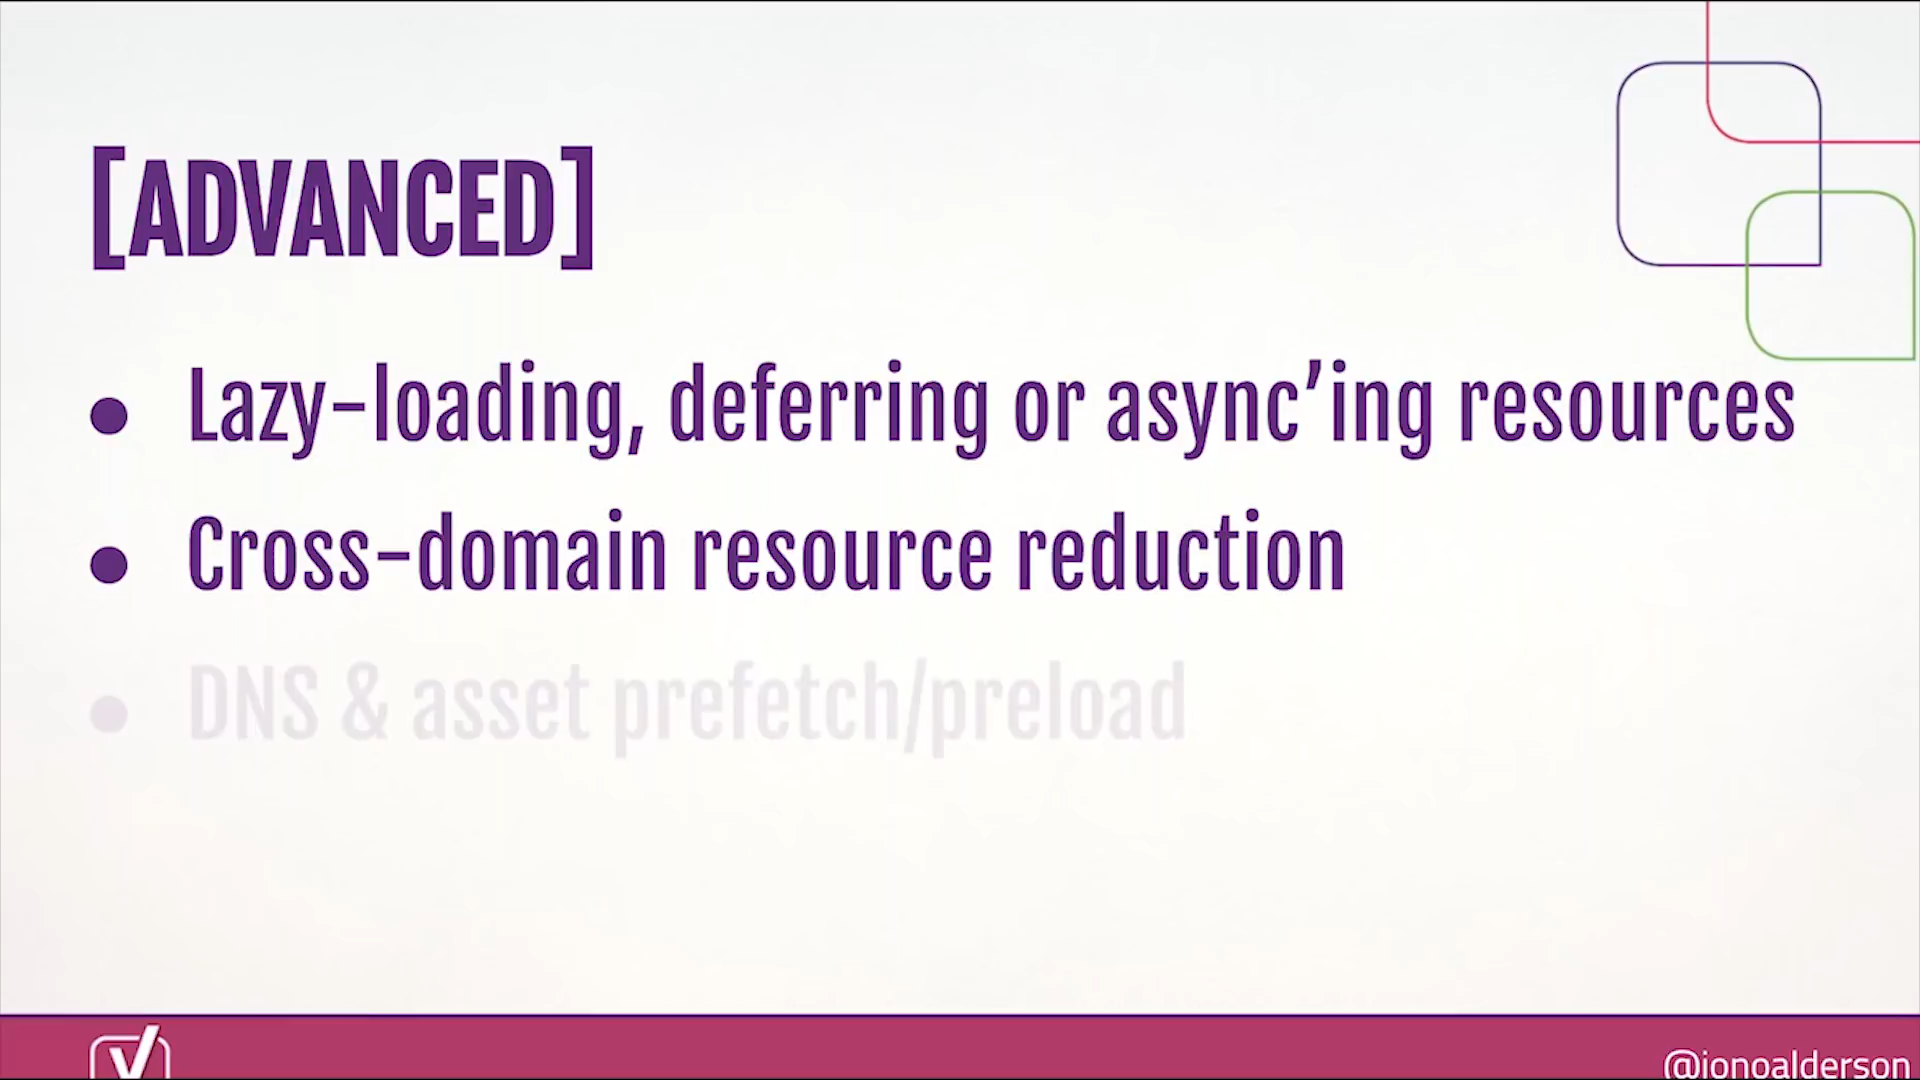 [ADVANCED]
Lazy-loading, deferring or async’ing resources
Cross-domain resource reduction
DNS & asset prefetch/preload
@jonoalderson